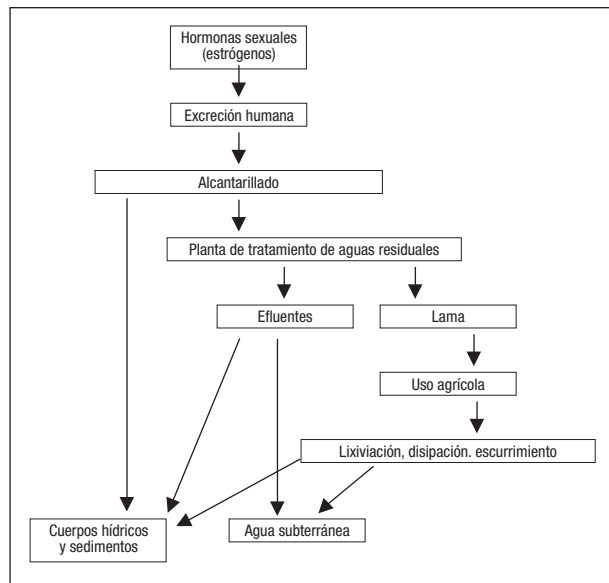 Hormonas sexuales
(estrógenos)
Excreción humana
Alcantarillado
Planta de tratamiento de aguas residuales
Efluentes
Lama
Uso agrícola
Lixiviación, disipación. escurrimiento
Cuerpos hídricos
y sedimentos
Agua subterránea